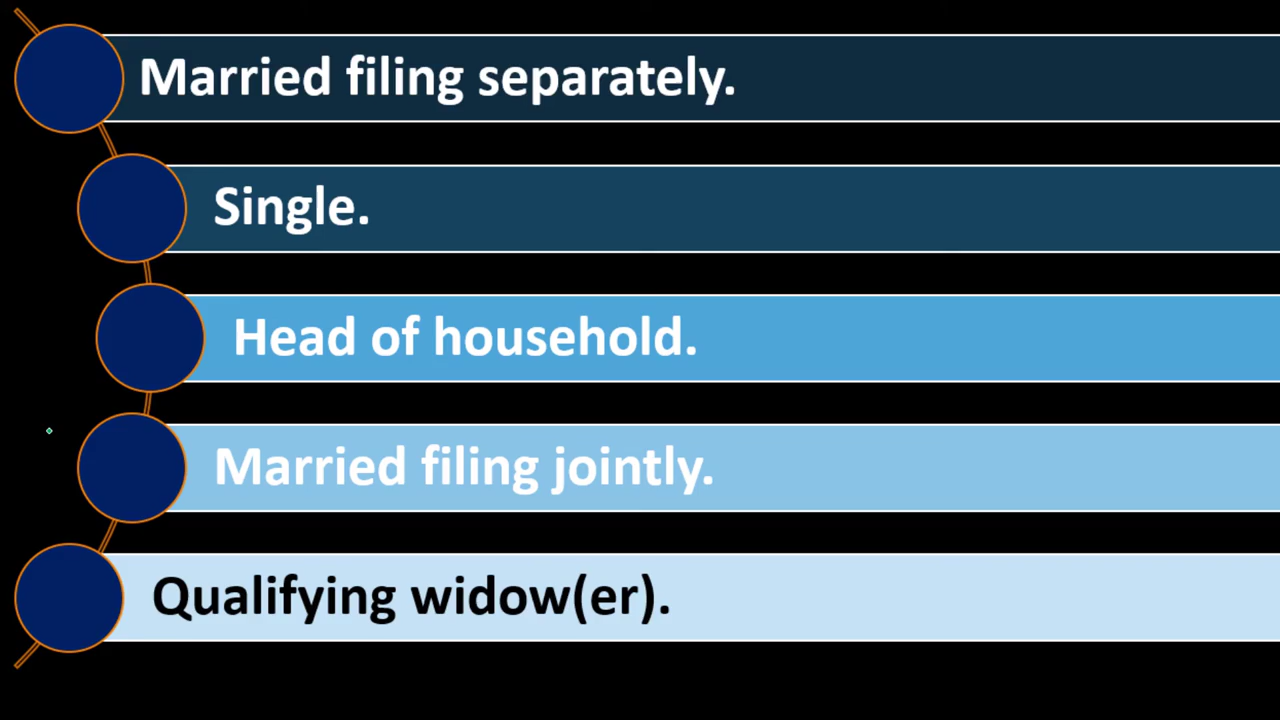 Married filing separately.
Single.
Head of household.
Married filing jointly.
Qualifying widow(er).